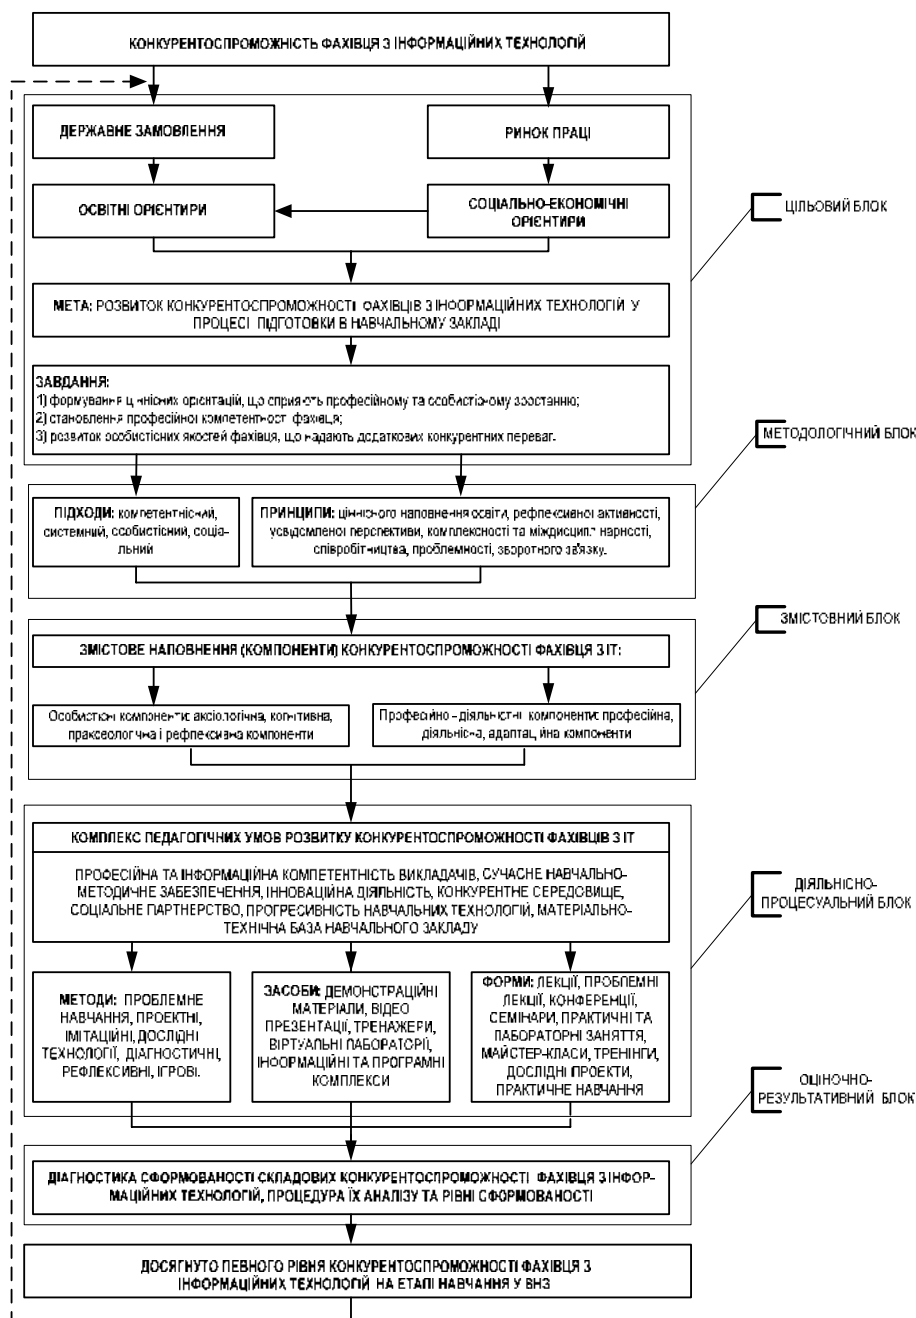 КОНКУРЕНТОСПРОМОЖНІСТЬ ФАХІВЦЯ З ІНФОРМАЦІЙНИХ ТЕХНОЛОГІЙ
ДЕРЖАВНЕ ЗАМОВЛЕННЯ
РИНОК ПРАЦІ
ОСВІТНІ ОРІЄНТИРИ
СОЦІАЛЬНО-ЕКОНОМІЧНІ
ОРІЄНТИРИ
ЦІЛЬОВИЙ БЛОК
МЕТА: РОЗВИТОК КОНКУРЕНТОСПРОМОЖНОСТІ ФАХІВЦІВ З ІНФОРМАЦІЙНИХ ТЕХНОЛОГІЙ У
ПРОЦЕСІ ПІДГОТОВКИ В НАВЧАЛЬНОМУ ЗАКЛАДІ
ЗАВДАННЯ:
1) формування ціннісних орієнтацій, що сприяють професійному та особистісному зростанню;
2) становлення професійної компетентності фахівця;
3) розвиток особистісних якостей фахівця, що надають додаткових конкурентних переваг.
МЕТОДОЛОГІЧНИЙ БЛОК
ПІДХОДИ: компетентнісний,
системний, особистісний, соціа-
льний
ПРИНЦИПИ: ціннісного наповнення освіти, рефлексивної активності,
усвідомленої перспективи, комплексності та міждисциплінарності,
співробітництва, проблемності, зворотного зв'язку.
ЗМІСТОВНИЙ БЛОК
ЗМІСТОВЕ НАПОВНЕННЯ (КОМПОНЕНТИ) КОНКУРЕНТОСПРОМОЖНОСТІ ФАХІВЦЯ З ІТ:
Особистісні компоненти: аксіологічна, когнітивна,
праксеологічна і рефлексивна компоненти
Професійно-діяльністні компоненти: професійна,
діяльнісна, адаптаційна компоненти
КОМПЛЕКС ПЕДАГОГІЧНИХ УМОВ РОЗВИТКУ КОНКУРЕНТОСПРОМОЖНОСТІ ФАХІВЦІВ З ІТ
ПРОФЕСІЙНА ТА ІНФОРМАЦІЙНА КОМПЕТЕНТНІСТЬ ВИКЛАДАЧІВ, СУЧАСНЕ НАВЧАЛЬНО-
МЕТОДИЧНЕ ЗАБЕЗПЕЧЕННЯ, ІННОВАЦІЙНА ДІЯЛЬНІСТЬ, КОНКУРЕНТНЕ СЕРЕДОВИЩЕ,
СОЦІАЛЬНЕ ПАРТНЕРСТВО, ПРОГРЕСИВНІСТЬ НАВЧАЛЬНИХ ТЕХНОЛОГІЙ, МАТЕРІАЛЬНО-
ТЕХНІЧНА БАЗА НАВЧАЛЬНОГО ЗАКЛАДУ
ДІЯЛЬНІСНО-
ПРОЦЕСУАЛЬНИЙ БЛОК
МЕТОДИ: ПРОБЛЕМНЕ
НАВЧАННЯ, ПРОЕКТНІ,
ІМІТАЦІЙНІ, ДОСЛІДНІ
ТЕХНОЛОГІЇ, ДІАГНОСТИЧНІ,
РЕФЛЕКСИВНІ, ІГРОВІ.
ЗАСОБИ: ДЕМОНСТРАЦІЙНІ
МАТЕРІАЛИ, ВІДЕО
ПРЕЗЕНТАЦІЇ, ТРЕНАЖЕРИ,
ВІРТУАЛЬНІ ЛАБОРАТОРІЇ,
ІНФОРМАЦІЙНІ ТА ПРОГРАМНІ
КОМПЛЕКСИ
ФОРМИ: ЛЕКЦІЇ, ПРОБЛЕМНІ
ЛЕКЦІЇ, КОНФЕРЕНЦІЇ,
СЕМІНАРИ, ПРАКТИЧНІ ТА
ЛАБОРАТОРНІ ЗАНЯТТЯ,
МАЙСТЕР-КЛАСИ, ТРЕНІНГИ,
ДОСЛІДНІ ПРОЕКТИ,
ПРАКТИЧНЕ НАВЧАННЯ
ОЦІНОЧНО-
РЕЗУЛЬТАТИВНИЙ БЛОК
ДІАГНОСТИКА СФОРМОВАНОСТІ СКЛАДОВИХ КОНКУРЕНТОСПРОМОЖНОСТІ ФАХІВЦЯ З ІНФОР-
МАЦІЙНИХ ТЕХНОЛОГІЙ, ПРОЦЕДУРА ЇХ АНАЛІЗУ ТА РІВНІ СФОРМОВАНОСТІ
ДОСЯГНУТО ПЕВНОГО РІВНЯ КОНКУРЕНТОСПРОМОЖНОСТІ ФАХІВЦЯ З
ІНФОРМАЦІЙНИХ ТЕХНОЛОГІЙ НА ЕТАПІ НАВЧАННЯ У ВНЗ